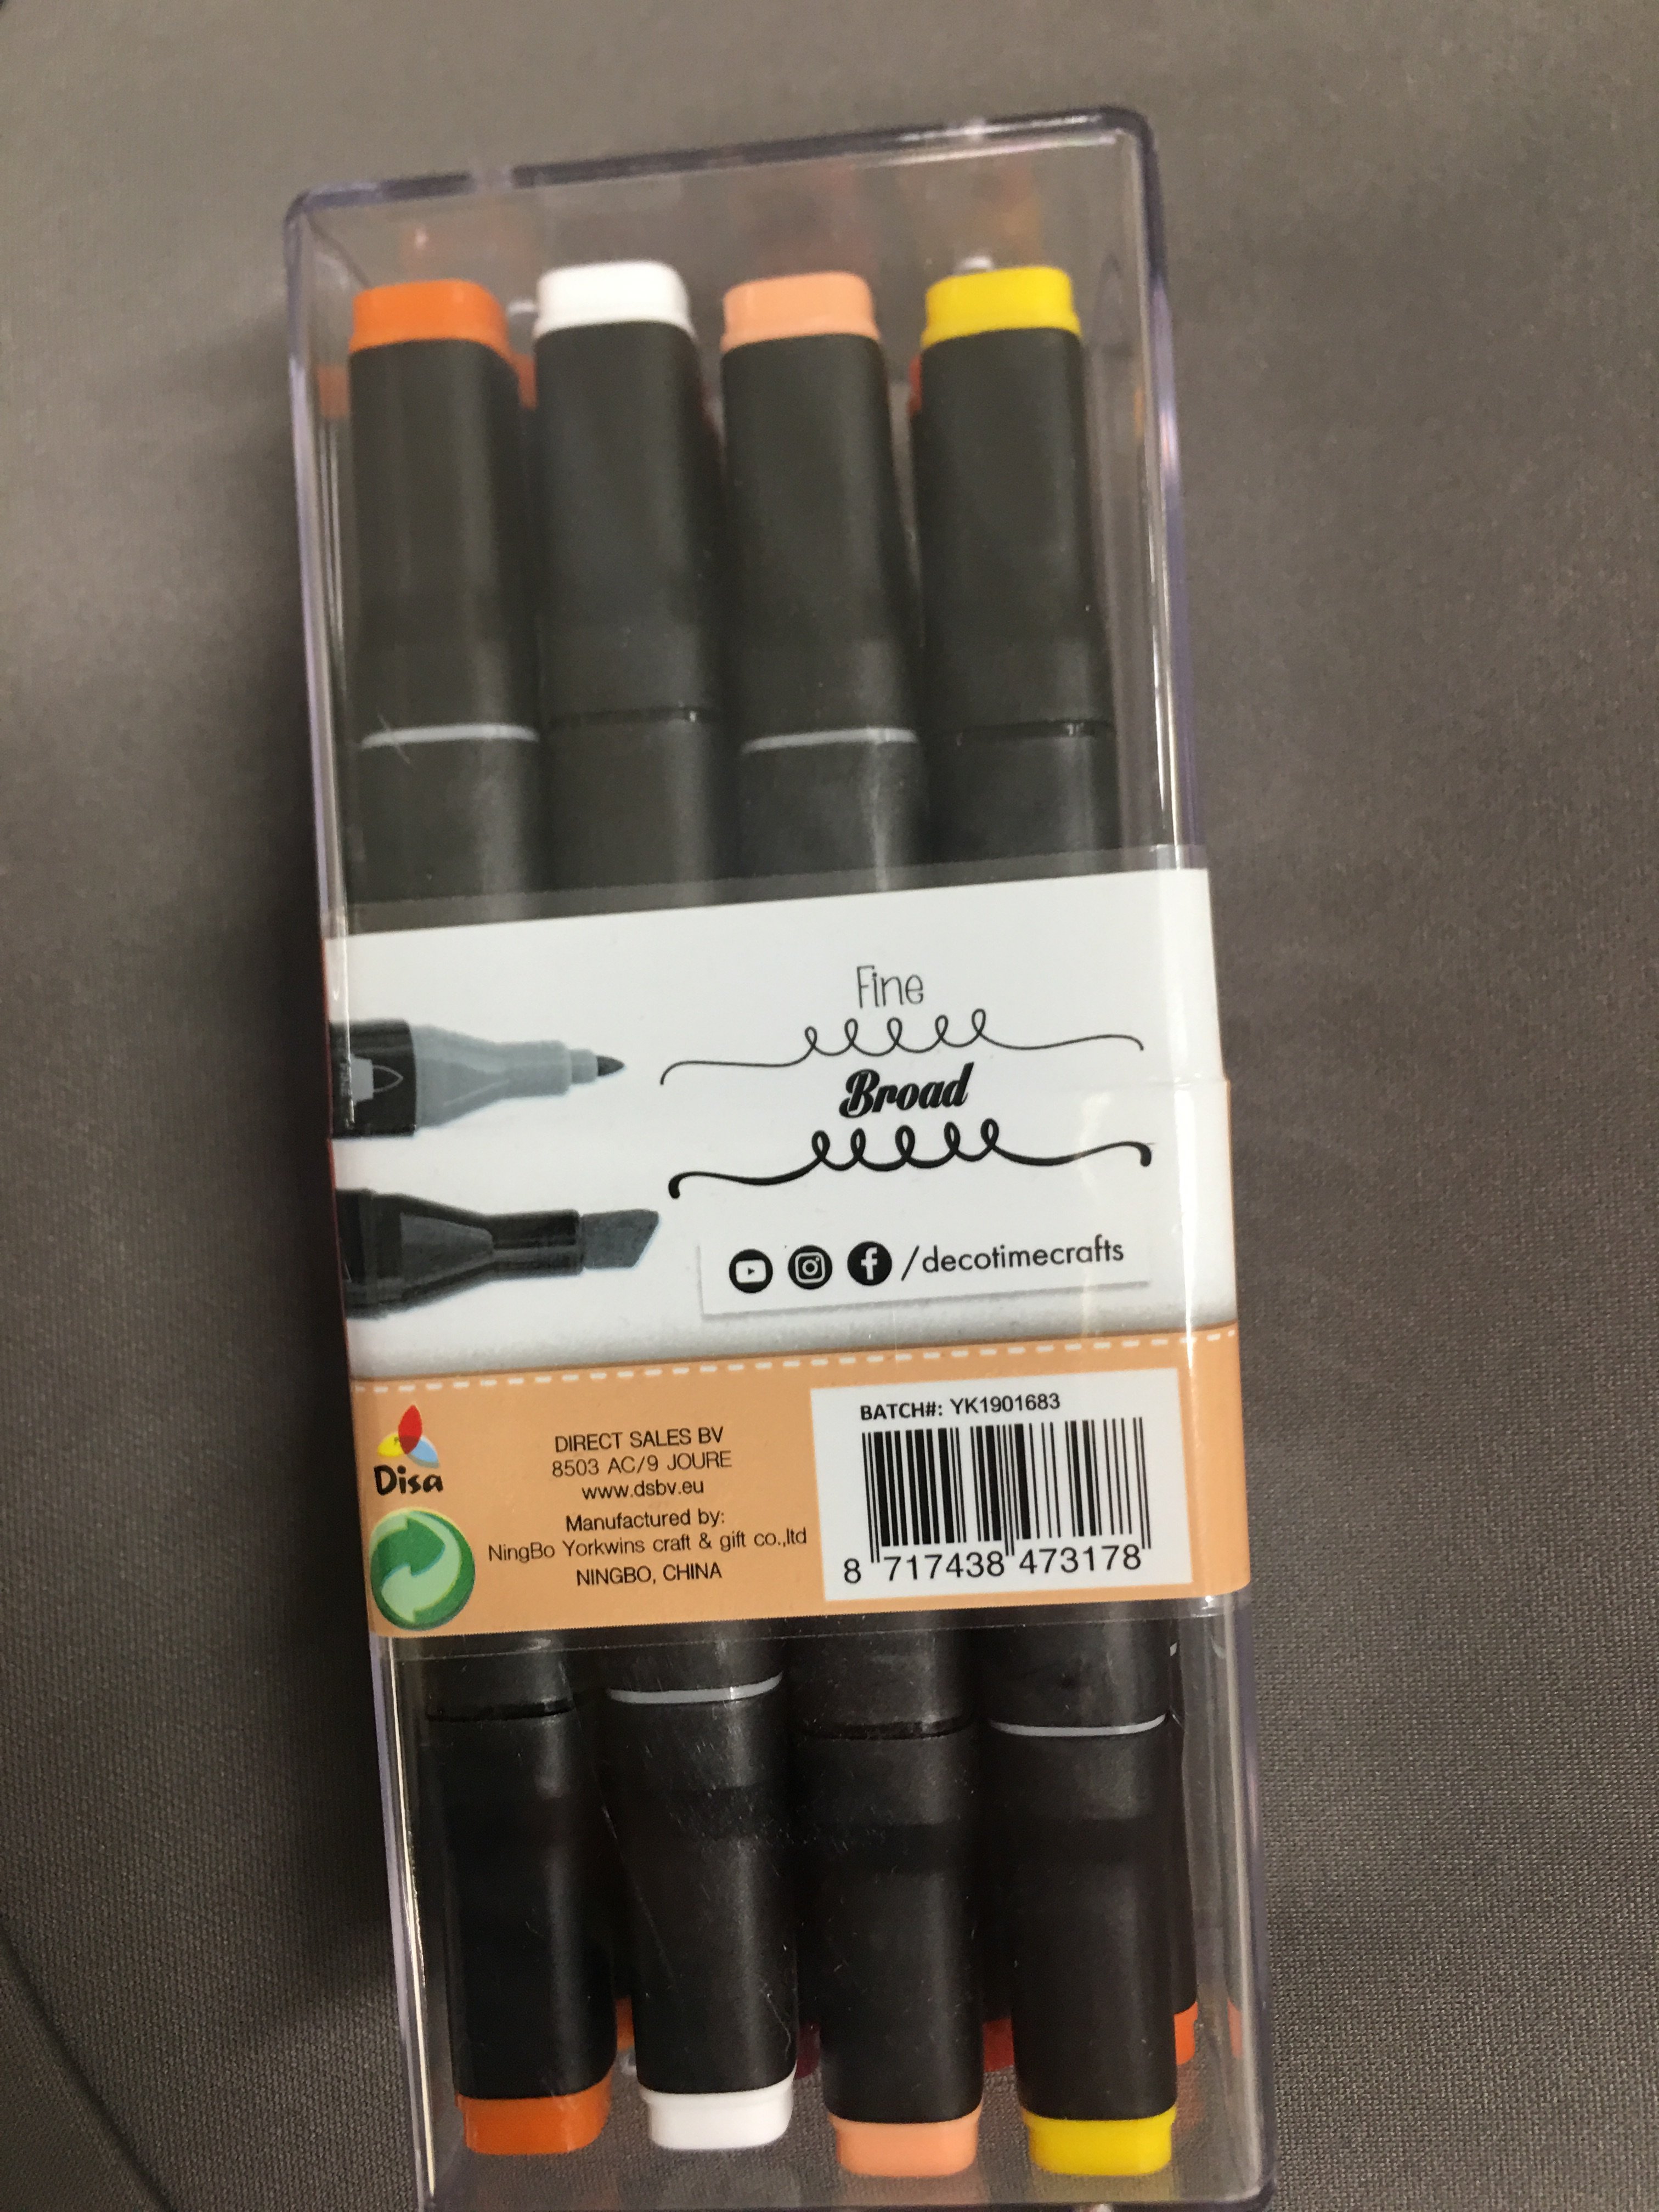 Fine
Broad
/decotimecrafts
BATCH#: YK1901683
Disa
DIRECT SALES BV
8503 AC/9 JOURE
www.dsbv.eu
Manufactured by:
NingBo Yorkwins craft & gift co.,ltd
NINGBO, CHINA
8 717438 473178